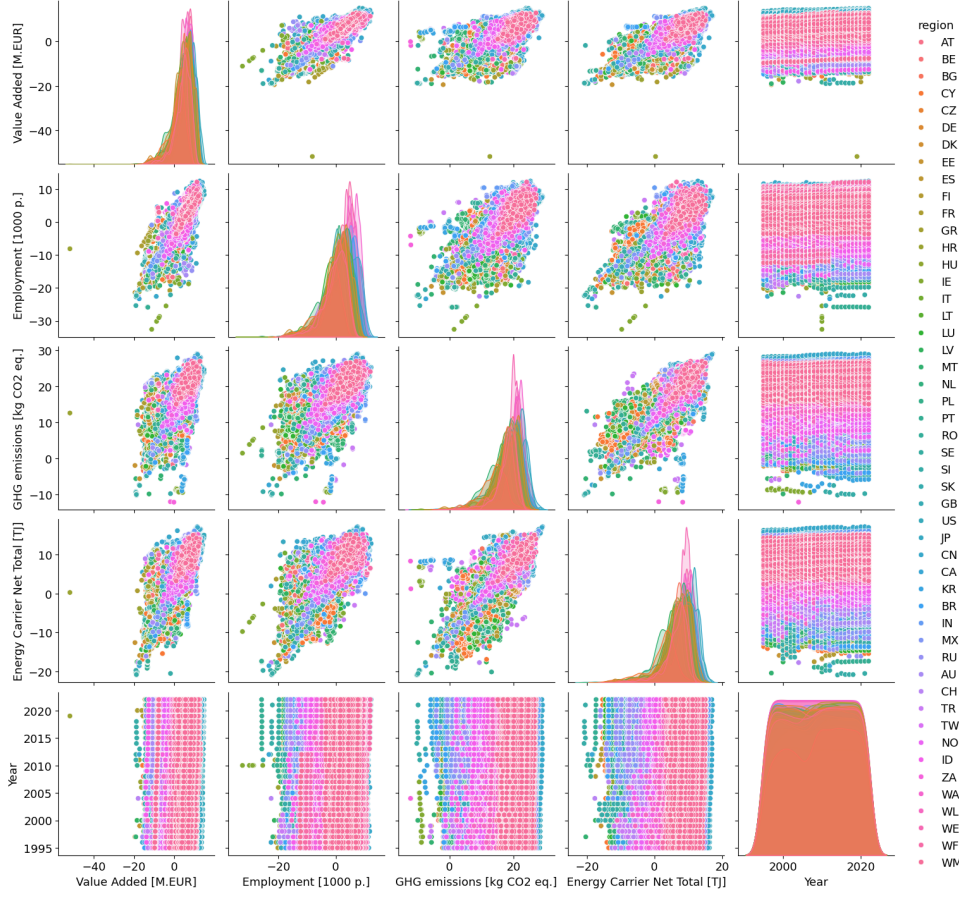 region
AT
BE
BG
CY
CZ
DE
DK
EE
ES
FI
FR
GR
HR
HU
IE
IT
LT
LU
LV
MT
NL
PL
PT
RO
SE
SI
SK
GB
US
JP
CN
CA
KR
BR
IN
MX
RU
AU
CH
TR
TW
NO
ID
ZA
WA
WL
WE
WF
WM
Value Added [M.EUR]
0
−20
−40
Employment [1000 p.]
10
0
−10
−20
−30
GHG emissions [kg CO2 eq.]
30
20
10
0
−10
Energy Carrier Net Total [TJ]
10
0
−10
−20
Year
2020
2015
2010
2005
2000
1995
−40 −20 0
−20 0
0 20
−20 0 20
2000 2020
Value Added [M.EUR] Employment [1000 p.] GHG emissions [kg CO2 eq.] Energy Carrier Net Total [TJ] Year